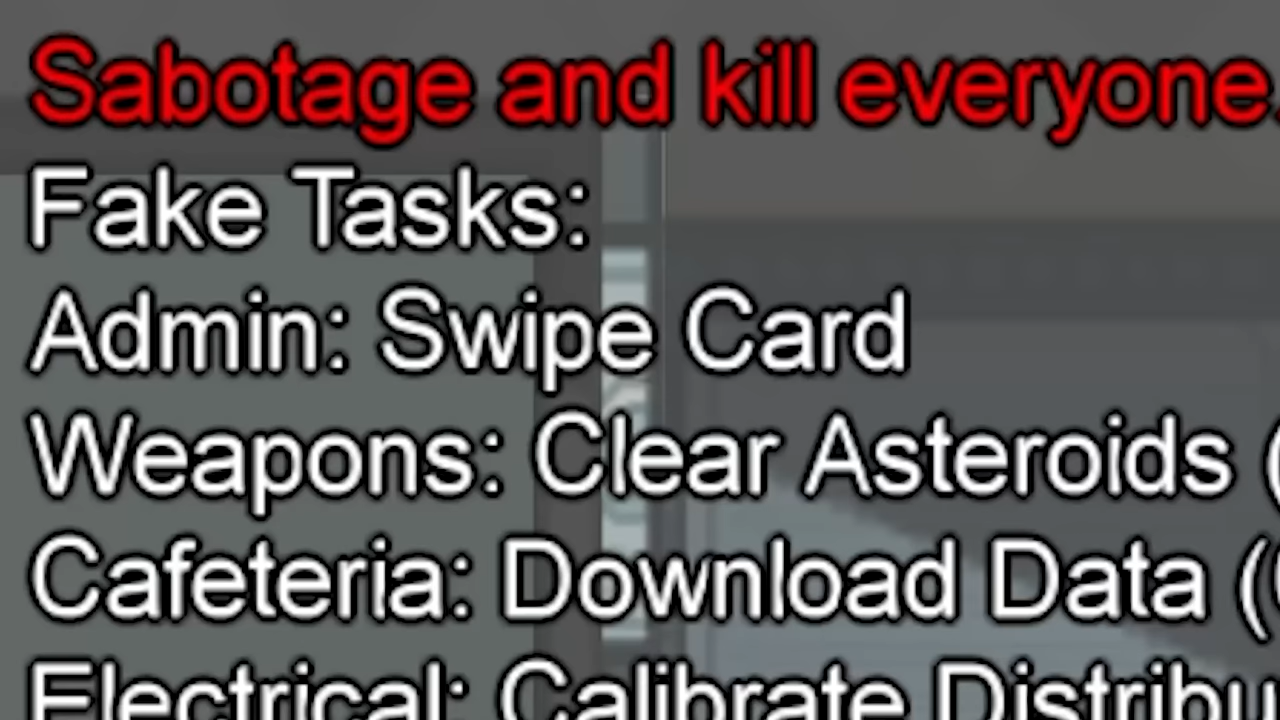 Sabotage and kill everyone.
Fake Tasks:
Admin: Swipe Card
Weapons: Clear Asteroids (
Cafeteria: Download Data (
Electrical: Calibrate